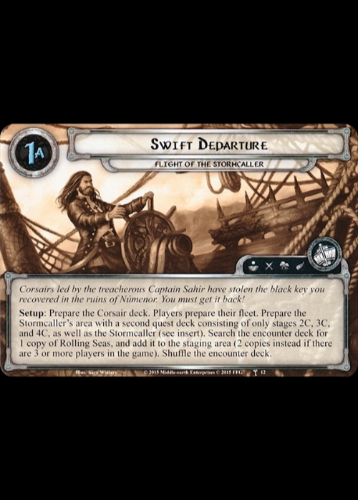 1A
SWIFT DEPARTURE
FLIGHT OF THE STORMCALLER
Corsairs led by the treacherous Captain Sahir have stolen the black key you
recovered in the ruins of Númenor. You must get it back!
Setup: Prepare the Corsair deck. Players prepare their fleet. Prepare the
Stormcaller's area with a second quest deck consisting of only stages 2C, 3C,
and 4C, as well as the Stormcaller (see insert). Search the encounter deck for
1 copy of Rolling Seas, and add it to the staging area (2 copies instead if there
are 3 or more players in the game). Shuffle the encounter deck.
© 2015 Middle-earth Enterprises © 2015 FFG 12